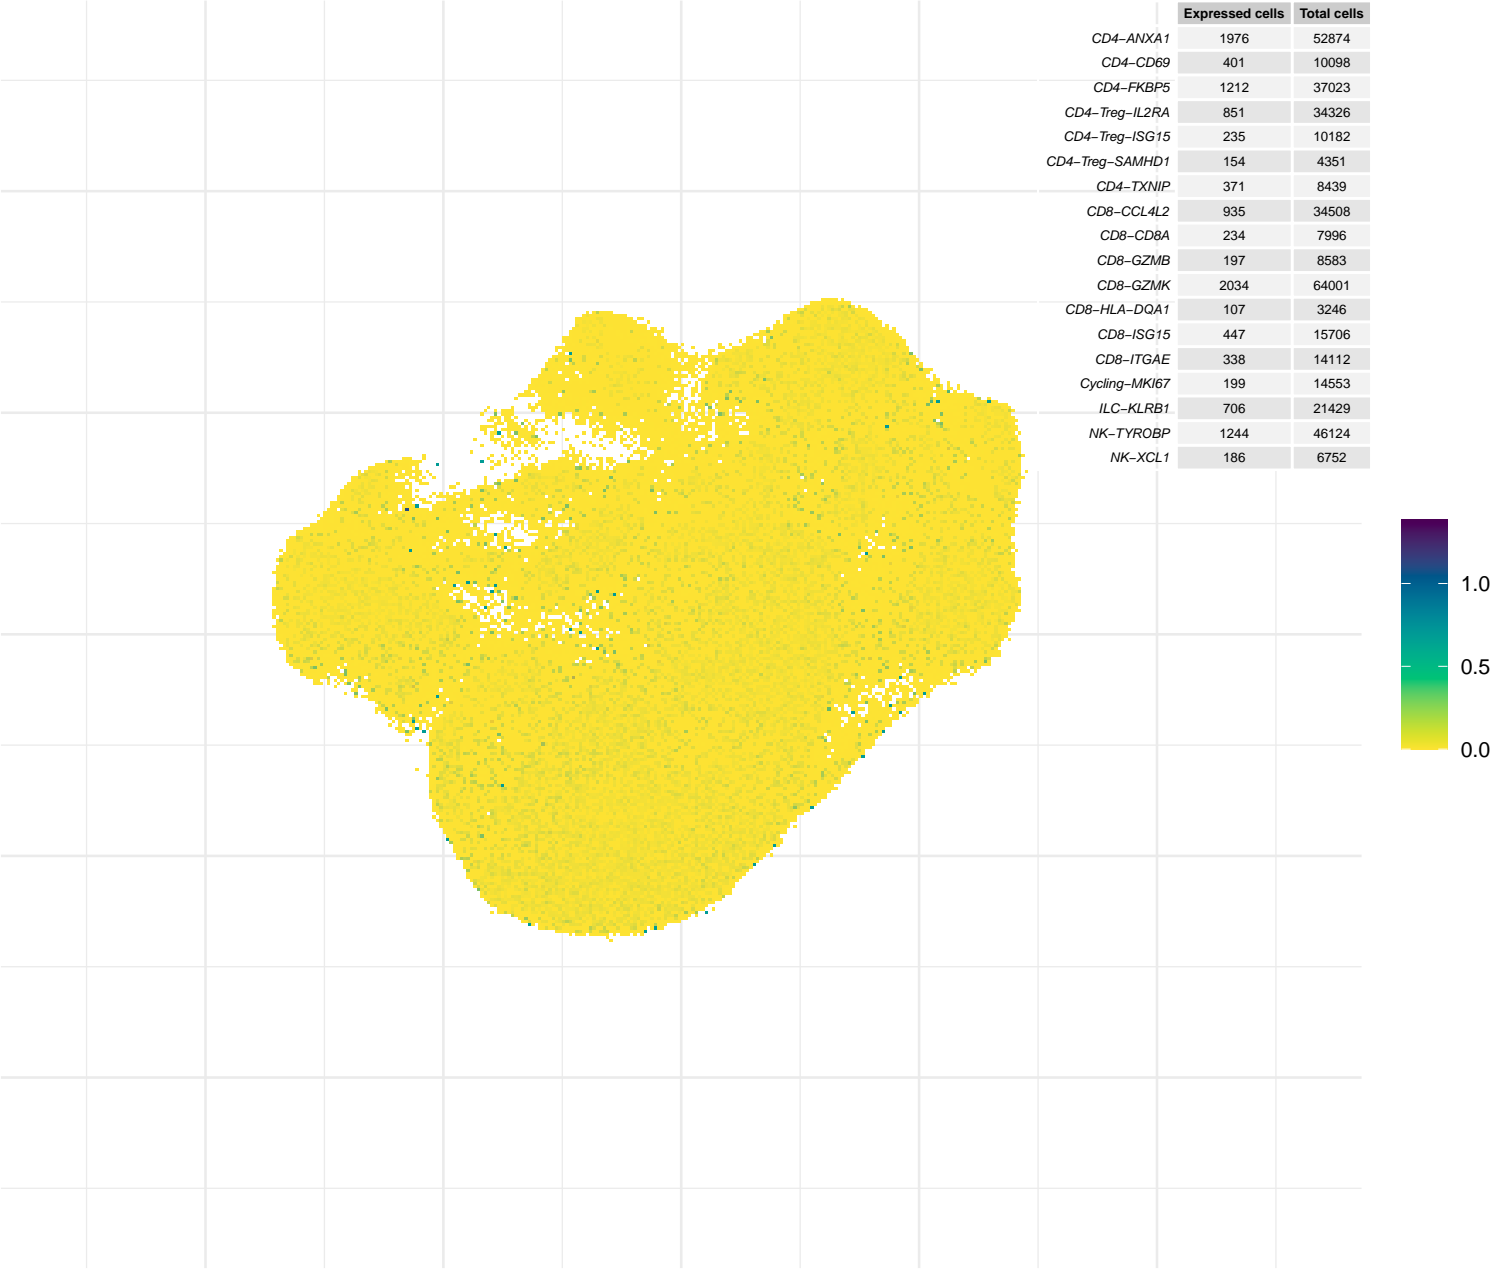 Expressed cells Total cells
CD4−ANXA1 1976 52874
CD4−CD69 401 10098
CD4−FKBP5 1212 37023
CD4−Treg−IL2RA 851 34326
CD4−Treg−ISG15 235 10182
CD4−Treg−SAMHD1 154 4351
CD4−TXNIP 371 8439
CD8−CCL4L2 935 34508
CD8−CD8A 234 7996
CD8−GZMB 197 8583
CD8−GZMK 2034 64001
CD8−HLA−DQA1 107 3246
CD8−ISG15 447 15706
CD8−ITGAE 338 14112
Cycling−MKI67 199 14553
ILC−KLRB1 706 21429
NK−TYROBP 1244 46124
NK−XCL1 186 6752
1.0
0.5
0.0